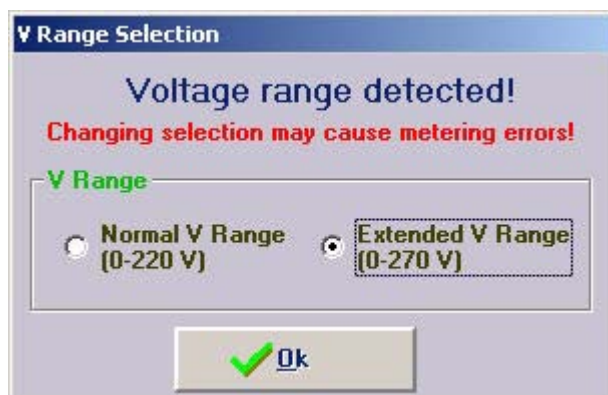 V Range Selection
Voltage range detected!
Changing selection may cause metering errors!
V Range
Normal V Range
(0-220 V)
Extended V Range
(0-270 V)
Ok